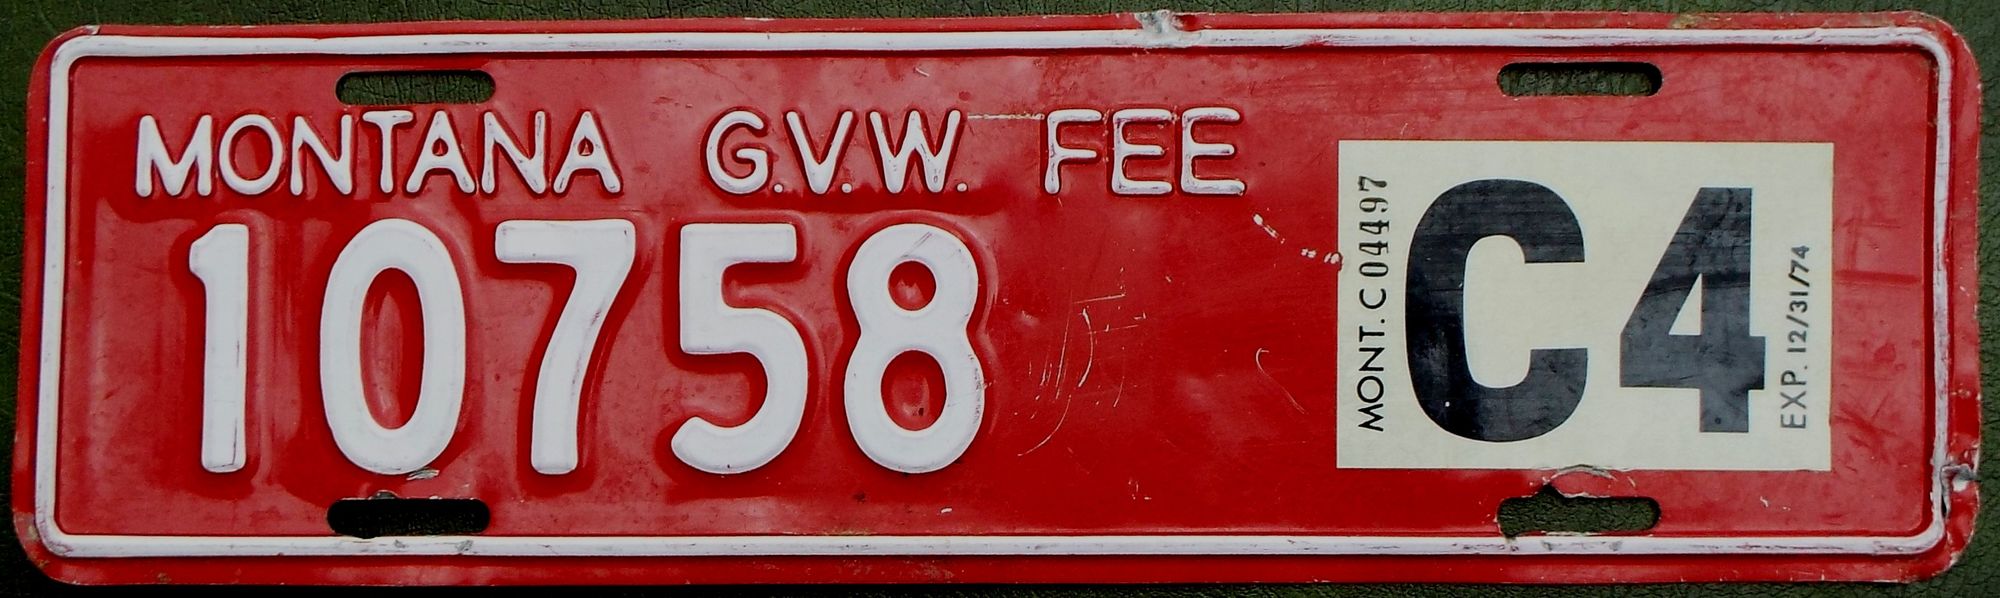 MONTANA G.V.W. FEE
10758
MONT. C 04497
C4
EXP. 12/31/74